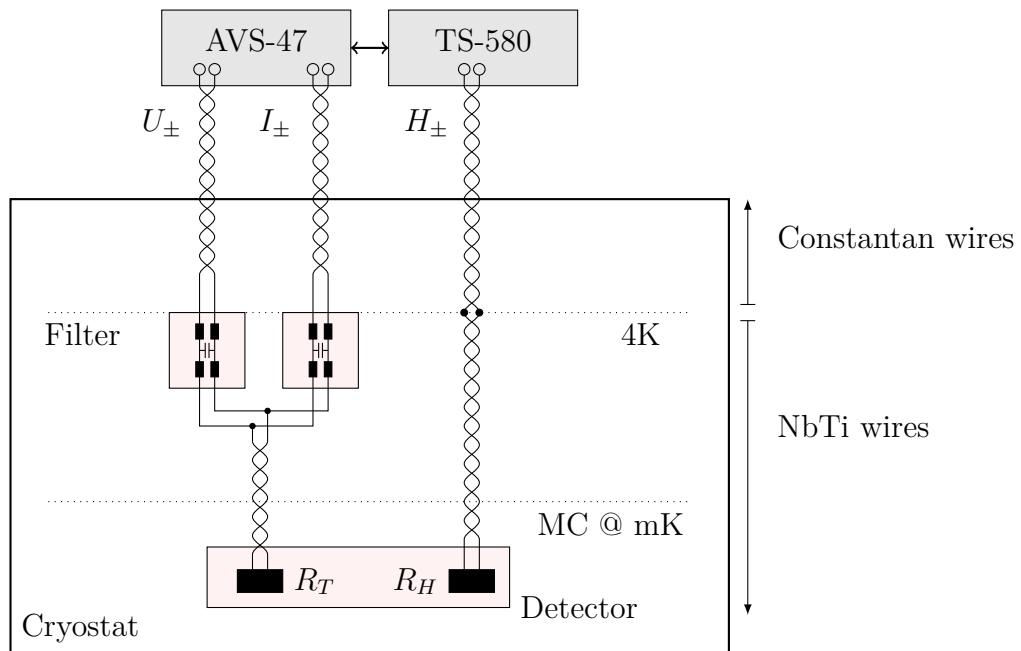 AVS-47
TS-580
U±
I±
H±
Constantan wires
Filter
4K
NbTi wires
MC @ mK
R_T
R_H
Detector
Cryostat